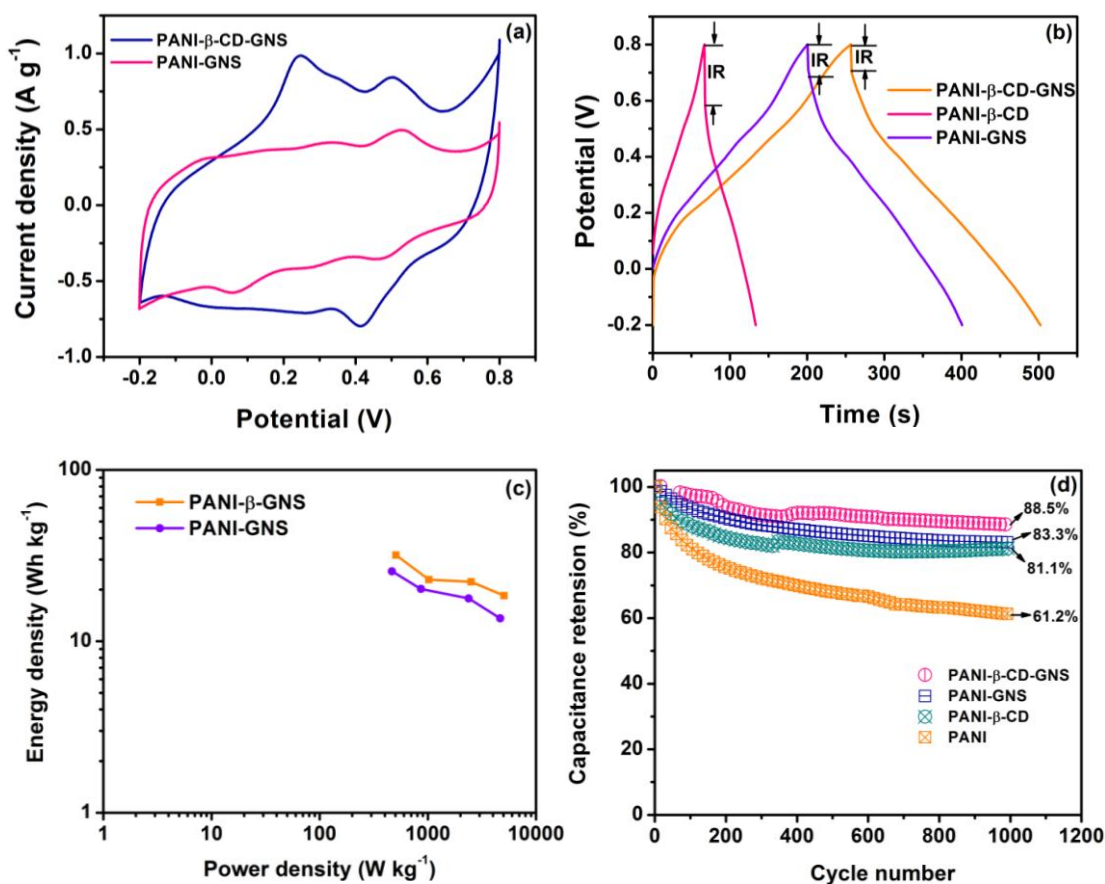 (a)
PANI-β-CD-GNS
PANI-GNS
1.0
0.5
0.0
-0.5
-1.0
Current density (A g⁻¹)
-0.2 0.0 0.2 0.4 0.6 0.8
Potential (V)
(b)
IR IR IR
PANI-β-CD-GNS
PANI-β-CD
PANI-GNS
0.8
0.6
0.4
0.2
0.0
-0.2
Potential (V)
0 100 200 300 400 500
Time (s)
(c)
PANI-β-GNS
PANI-GNS
100
10
1
Energy density (Wh kg⁻¹)
1 10 100 1000 10000
Power density (W kg⁻¹)
(d)
88.5%
83.3%
81.1%
61.2%
PANI-β-CD-GNS
PANI-GNS
PANI-β-CD
PANI
100
80
60
40
20
0
Capacitance retention (%)
0 200 400 600 800 1000 1200
Cycle number